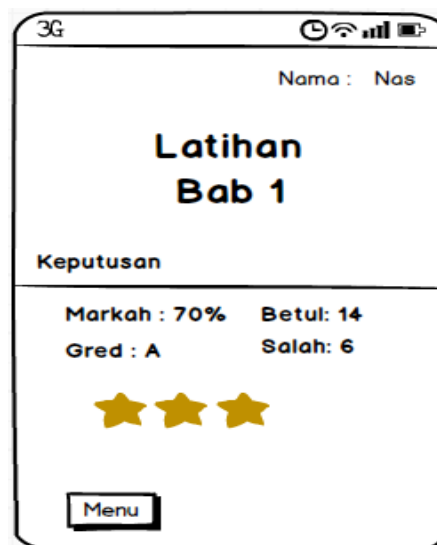 3G
Nama : Nas
Latihan
Bab 1
Keputusan
Markah : 70% Betul: 14
Gred : A Salah: 6
Menu